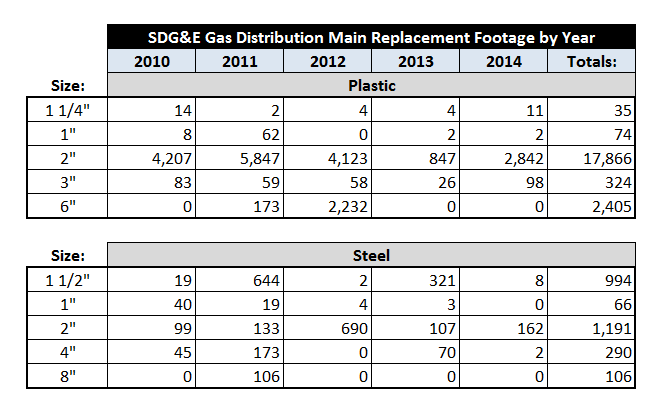 SDG&E Gas Distribution Main Replacement Footage by Year
2010 2011 2012 2013 2014 Totals:
Size: Plastic
1 1/4" 14 2 4 4 11 35
1" 8 62 0 2 2 74
2" 4,207 5,847 4,123 847 2,842 17,866
3" 83 59 58 26 98 324
6" 0 173 2,232 0 0 2,405
Size: Steel
1 1/2" 19 644 2 321 8 994
1" 40 19 4 3 0 66
2" 99 133 690 107 162 1,191
4" 45 173 0 70 2 290
8" 0 106 0 0 0 106